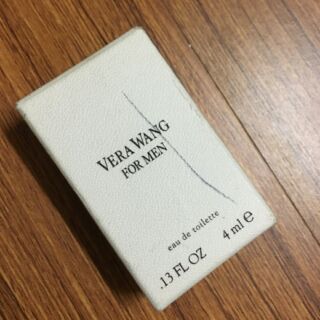 VERA WANG
FOR MEN
eau de toilette
.13 FL OZ 4 ml ℮